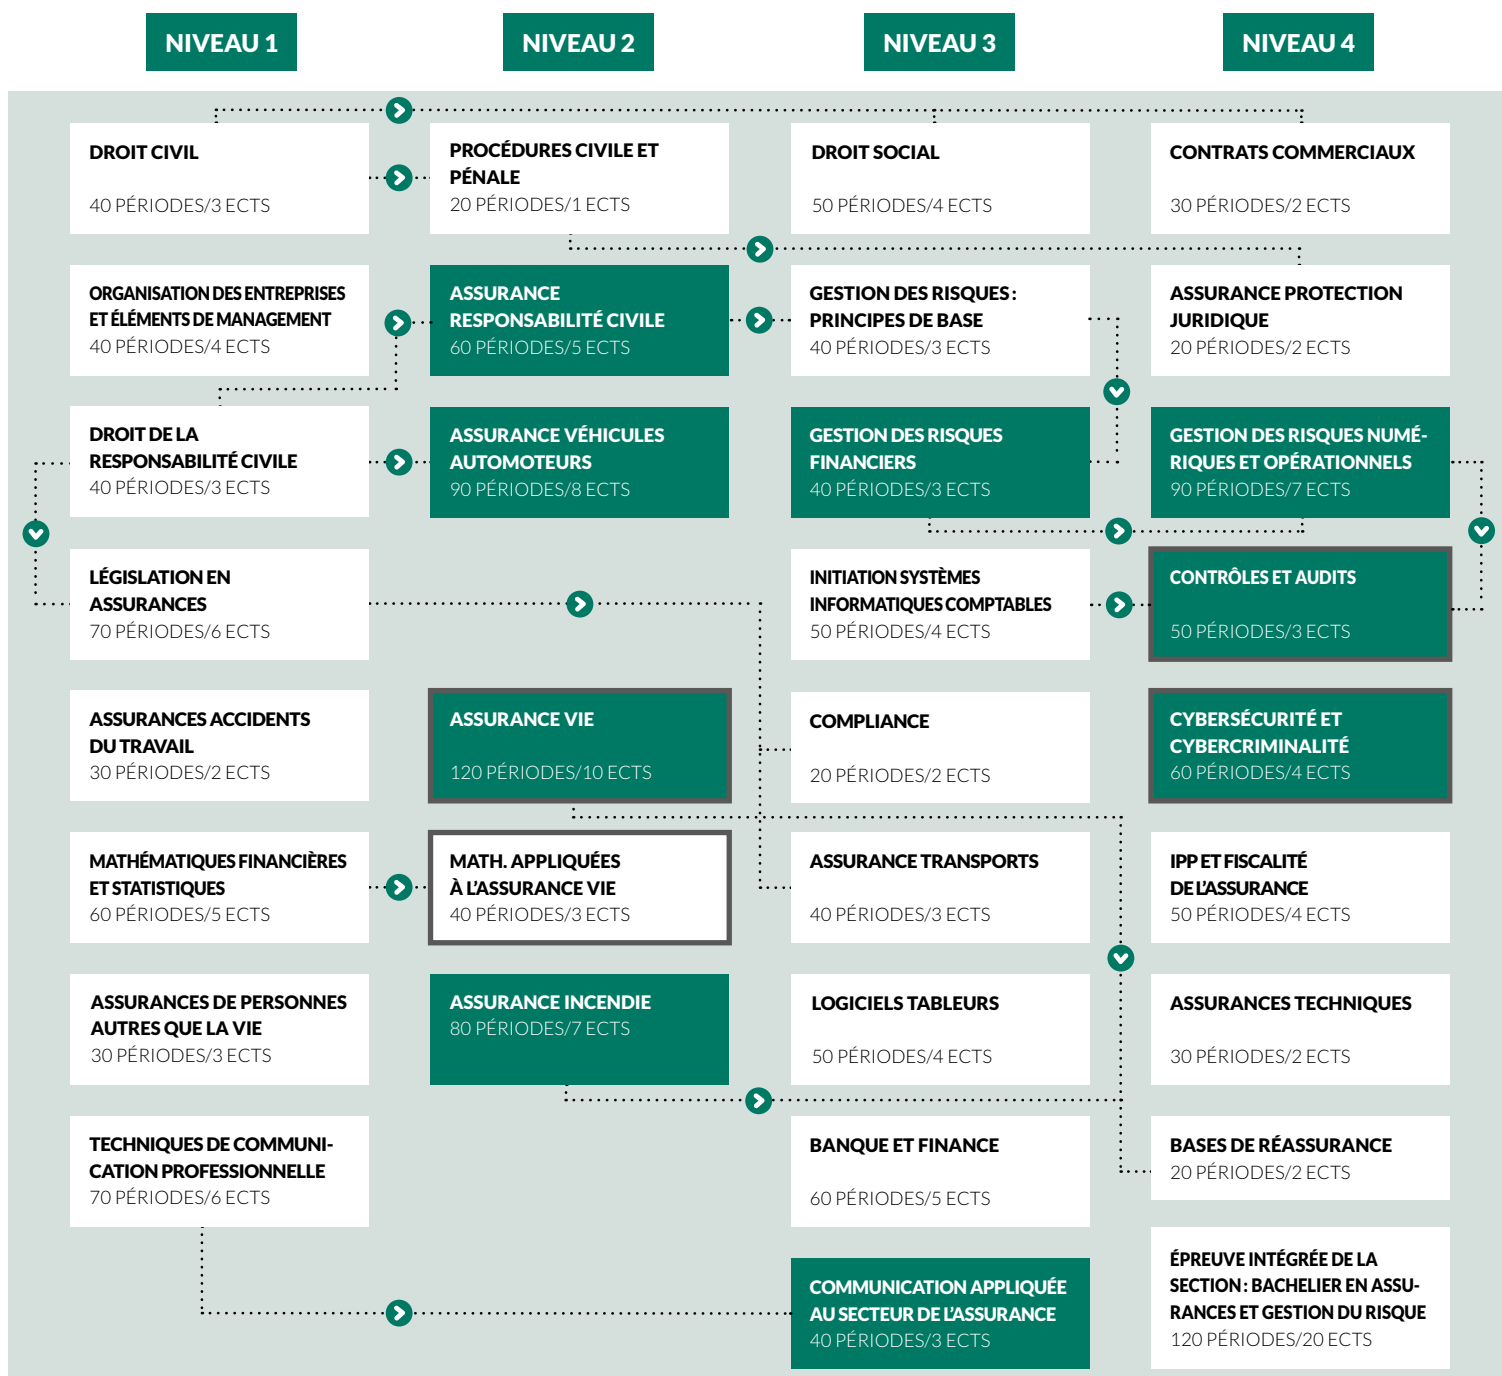 NIVEAU 1
NIVEAU 2
NIVEAU 3
NIVEAU 4
DROIT CIVIL
40 PÉRIODES/3 ECTS
PROCÉDURES CIVILE ET
PÉNALE
20 PÉRIODES/1 ECTS
DROIT SOCIAL
50 PÉRIODES/4 ECTS
CONTRATS COMMERCIAUX
30 PÉRIODES/2 ECTS
ORGANISATION DES ENTREPRISES
ET ÉLÉMENTS DE MANAGEMENT
40 PÉRIODES/4 ECTS
ASSURANCE
RESPONSABILITÉ CIVILE
60 PÉRIODES/5 ECTS
GESTION DES RISQUES :
PRINCIPES DE BASE
40 PÉRIODES/3 ECTS
ASSURANCE PROTECTION
JURIDIQUE
20 PÉRIODES/2 ECTS
DROIT DE LA
RESPONSABILITÉ CIVILE
40 PÉRIODES/3 ECTS
ASSURANCE VÉHICULES
AUTOMOTEURS
90 PÉRIODES/8 ECTS
GESTION DES RISQUES
FINANCIERS
40 PÉRIODES/3 ECTS
GESTION DES RISQUES NUMÉ-
RIQUES ET OPÉRATIONNELS
90 PÉRIODES/7 ECTS
LÉGISLATION EN
ASSURANCES
70 PÉRIODES/6 ECTS
INITIATION SYSTÈMES
INFORMATIQUES COMPTABLES
50 PÉRIODES/4 ECTS
CONTRÔLES ET AUDITS
50 PÉRIODES/3 ECTS
ASSURANCES ACCIDENTS
DU TRAVAIL
30 PÉRIODES/2 ECTS
ASSURANCE VIE
120 PÉRIODES/10 ECTS
COMPLIANCE
20 PÉRIODES/2 ECTS
CYBERSÉCURITÉ ET
CYBERCRIMINALITÉ
60 PÉRIODES/4 ECTS
MATHÉMATIQUES FINANCIÈRES
ET STATISTIQUES
60 PÉRIODES/5 ECTS
MATH. APPLIQUÉES
À L'ASSURANCE VIE
40 PÉRIODES/3 ECTS
ASSURANCE TRANSPORTS
40 PÉRIODES/3 ECTS
IPP ET FISCALITÉ
DE L'ASSURANCE
50 PÉRIODES/4 ECTS
ASSURANCES DE PERSONNES
AUTRES QUE LA VIE
30 PÉRIODES/3 ECTS
ASSURANCE INCENDIE
80 PÉRIODES/7 ECTS
LOGICIELS TABLEURS
50 PÉRIODES/4 ECTS
ASSURANCES TECHNIQUES
30 PÉRIODES/2 ECTS
TECHNIQUES DE COMMUNI-
CATION PROFESSIONNELLE
70 PÉRIODES/6 ECTS
BANQUE ET FINANCE
60 PÉRIODES/5 ECTS
BASES DE RÉASSURANCE
20 PÉRIODES/2 ECTS
COMMUNICATION APPLIQUÉE
AU SECTEUR DE L'ASSURANCE
40 PÉRIODES/3 ECTS
ÉPREUVE INTÉGRÉE DE LA
SECTION : BACHELIER EN ASSU-
RANCES ET GESTION DU RISQUE
120 PÉRIODES/20 ECTS